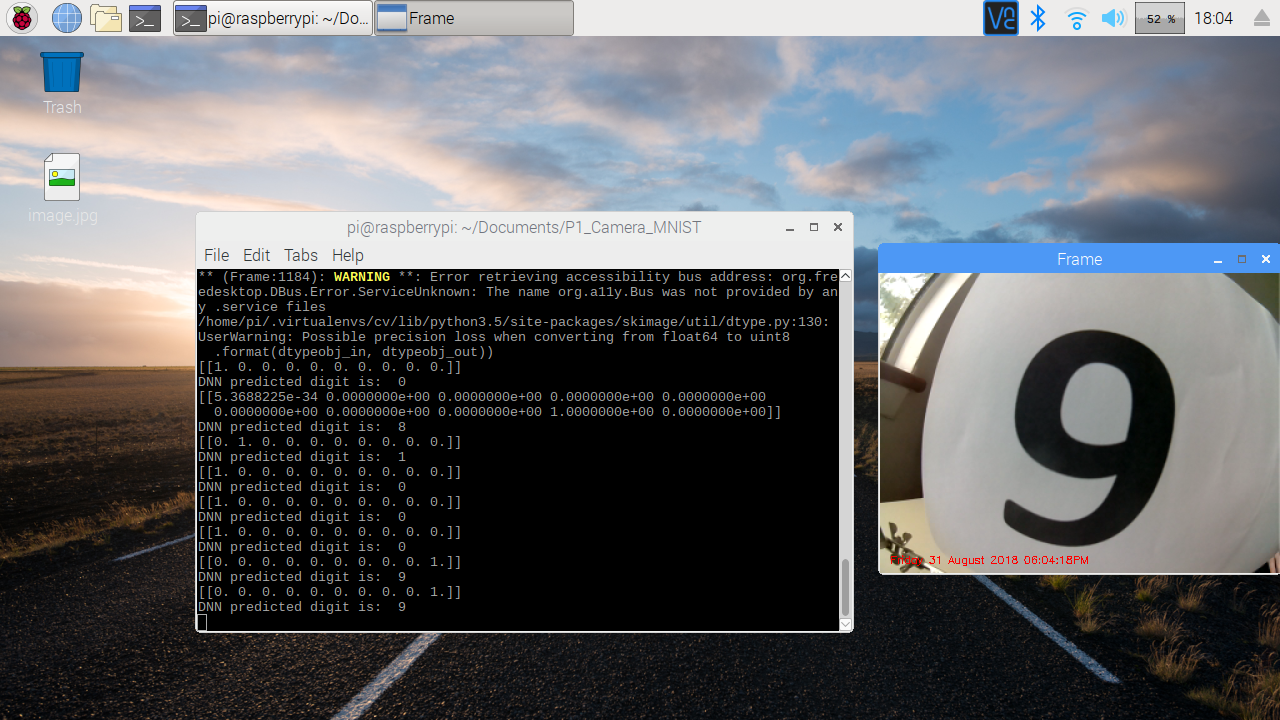 pi@raspberrypi: ~/Do...
Frame
52 %
18:04
Trash
image.jpg
pi@raspberrypi: ~/Documents/P1_Camera_MNIST
File Edit Tabs Help
** (Frame:1184): WARNING **: Error retrieving accessibility bus address: org.fre
edesktop.DBus.Error.ServiceUnknown: The name org.a11y.Bus was not provided by an
y .service files
/home/pi/.virtualenvs/cv/lib/python3.5/site-packages/skimage/util/dtype.py:130:
UserWarning: Possible precision loss when converting from float64 to uint8
  .format(dtypeobj_in, dtypeobj_out))
[[1. 0. 0. 0. 0. 0. 0. 0. 0. 0.]]
DNN predicted digit is:  0
[[5.3688225e-34 0.0000000e+00 0.0000000e+00 0.0000000e+00 0.0000000e+00
  0.0000000e+00 0.0000000e+00 0.0000000e+00 1.0000000e+00 0.0000000e+00]]
DNN predicted digit is:  8
[[0. 1. 0. 0. 0. 0. 0. 0. 0. 0.]]
DNN predicted digit is:  1
[[1. 0. 0. 0. 0. 0. 0. 0. 0. 0.]]
DNN predicted digit is:  0
[[1. 0. 0. 0. 0. 0. 0. 0. 0. 0.]]
DNN predicted digit is:  0
[[1. 0. 0. 0. 0. 0. 0. 0. 0. 0.]]
DNN predicted digit is:  0
[[0. 0. 0. 0. 0. 0. 0. 0. 0. 1.]]
DNN predicted digit is:  9
[[0. 0. 0. 0. 0. 0. 0. 0. 0. 1.]]
DNN predicted digit is:  9
Frame
9
31 August 2018 06:04:18PM